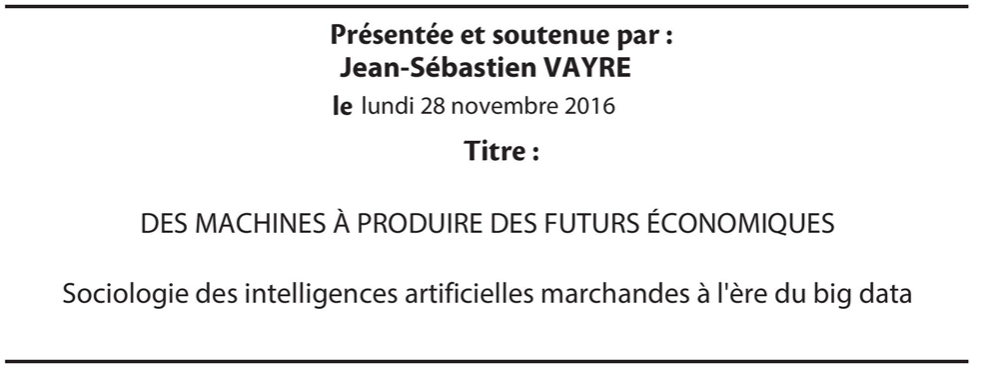 Présentée et soutenue par :
Jean-Sébastien VAYRE
le lundi 28 novembre 2016
Titre :
DES MACHINES À PRODUIRE DES FUTURS ÉCONOMIQUES
Sociologie des intelligences artificielles marchandes à l'ère du big data